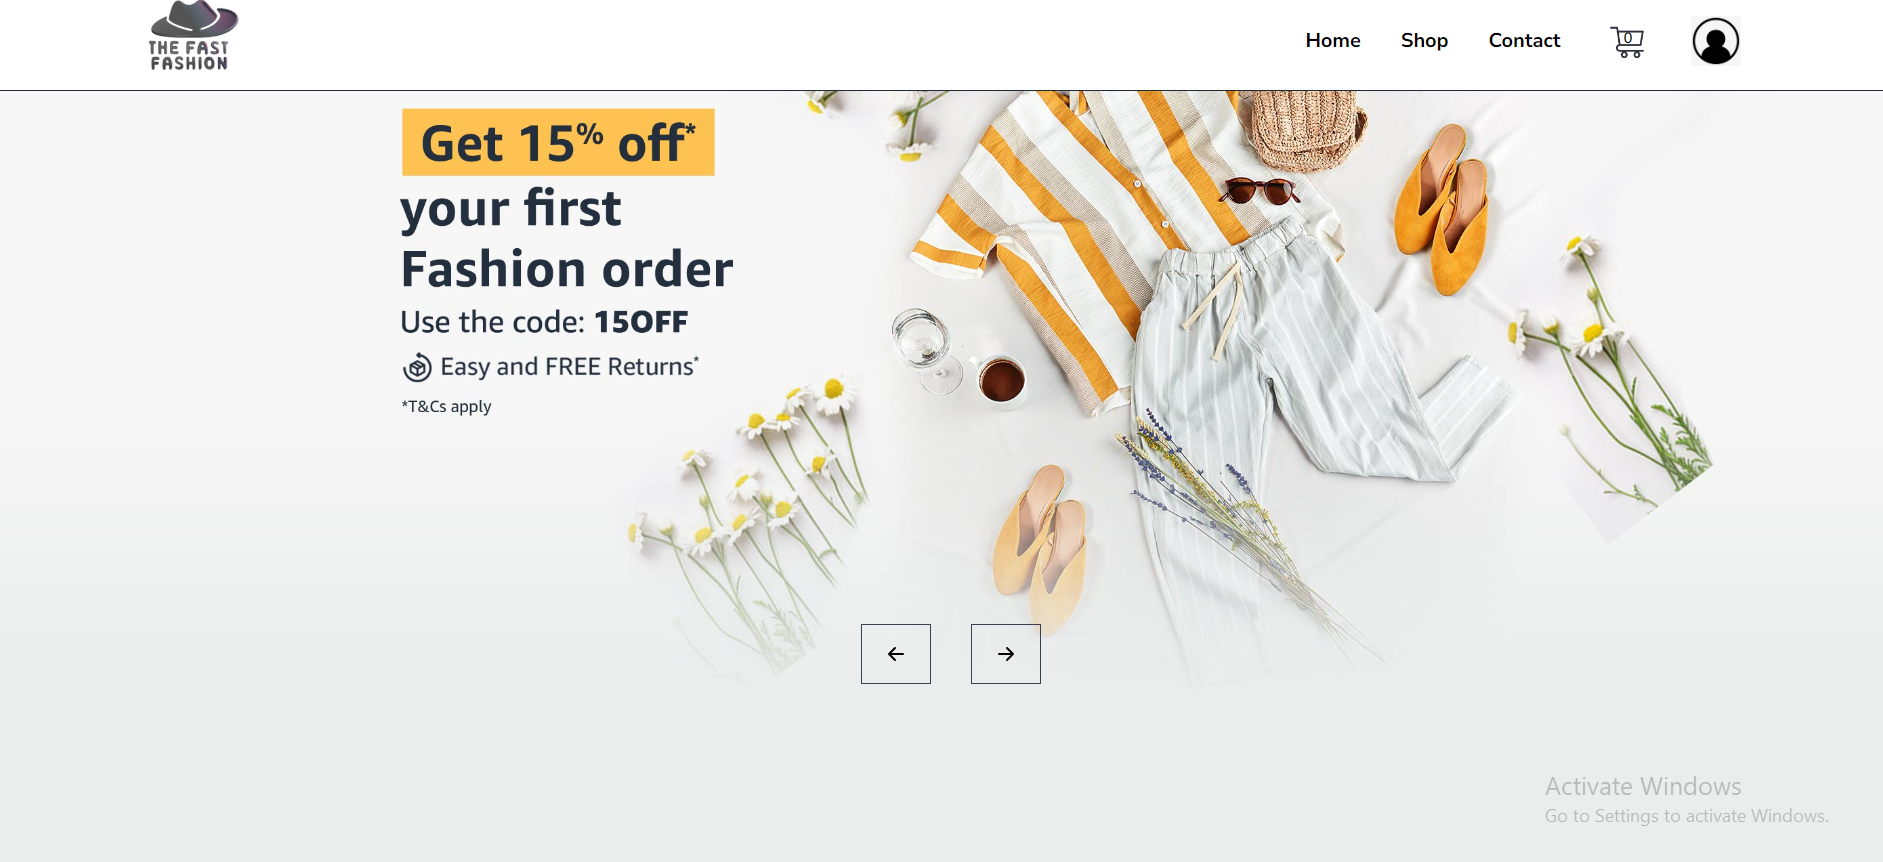 THE FAST
FASHION
Home Shop Contact 0
Get 15% off*
your first
Fashion order
Use the code: 15OFF
Easy and FREE Returns*
*T&Cs apply
Activate Windows
Go to Settings to activate Windows.